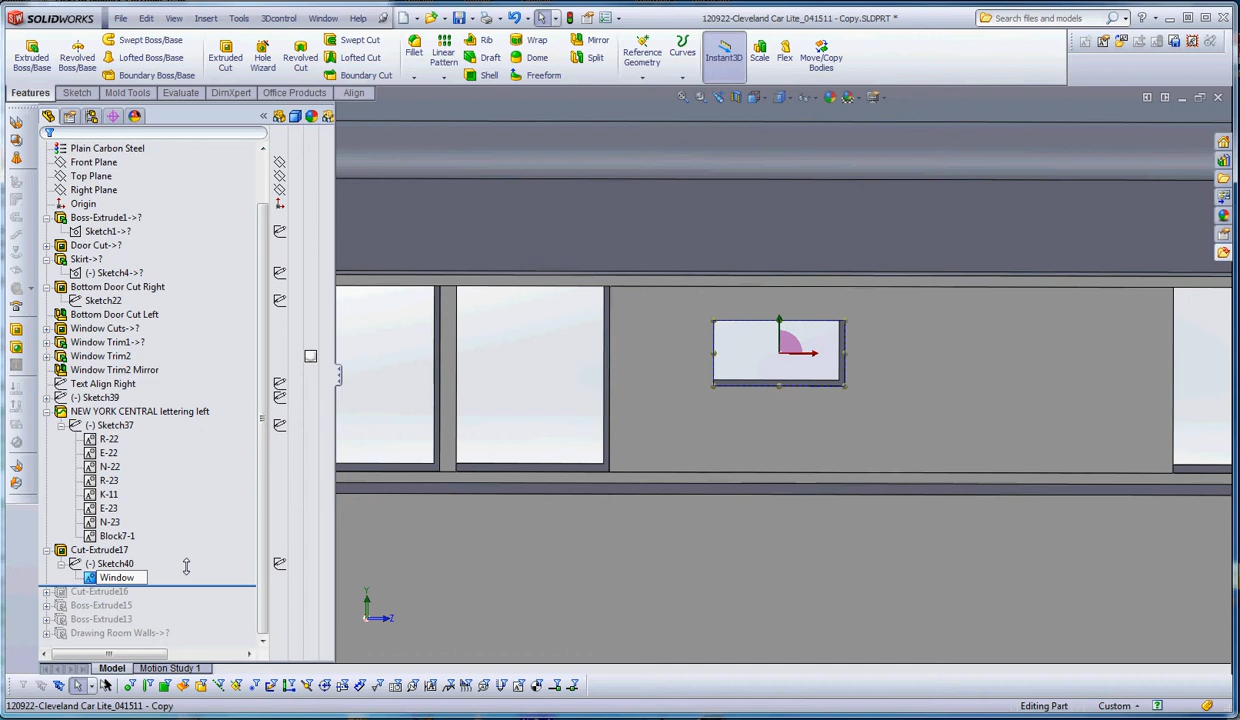 SOLIDWORKS File Edit View Insert Tools 3Dcontrol Window Help 120922-Cleveland Car Lite_041511 - Copy.SLDPRT * Search files and models
Extruded Boss/Base Revolved Boss/Base Swept Boss/Base Lofted Boss/Base Boundary Boss/Base Extruded Cut Hole Wizard Revolved Cut Swept Cut Lofted Cut Boundary Cut Fillet Linear Pattern Rib Draft Shell Wrap Dome Freeform Mirror Split Reference Geometry Curves Instant3D Scale Flex Move/Copy Bodies
Features Sketch Mold Tools Evaluate DimXpert Office Products Align
Plain Carbon Steel
Front Plane
Top Plane
Right Plane
Origin
Boss-Extrude1->?
Sketch1->?
Door Cut->?
Skirt->?
(-) Sketch4->?
Bottom Door Cut Right
Sketch22
Bottom Door Cut Left
Window Cuts->?
Window Trim1->?
Window Trim2
Window Trim2 Mirror
Text Align Right
(-) Sketch39
NEW YORK CENTRAL lettering left
(-) Sketch37
R-22
E-22
N-22
R-23
K-11
E-23
N-23
Block7-1
Cut-Extrude17
(-) Sketch40
Window
Cut-Extrude16
Boss-Extrude15
Boss-Extrude13
Drawing Room Walls->?
Y
Z
Model Motion Study 1
120922-Cleveland Car Lite_041511 - Copy Editing Part Custom